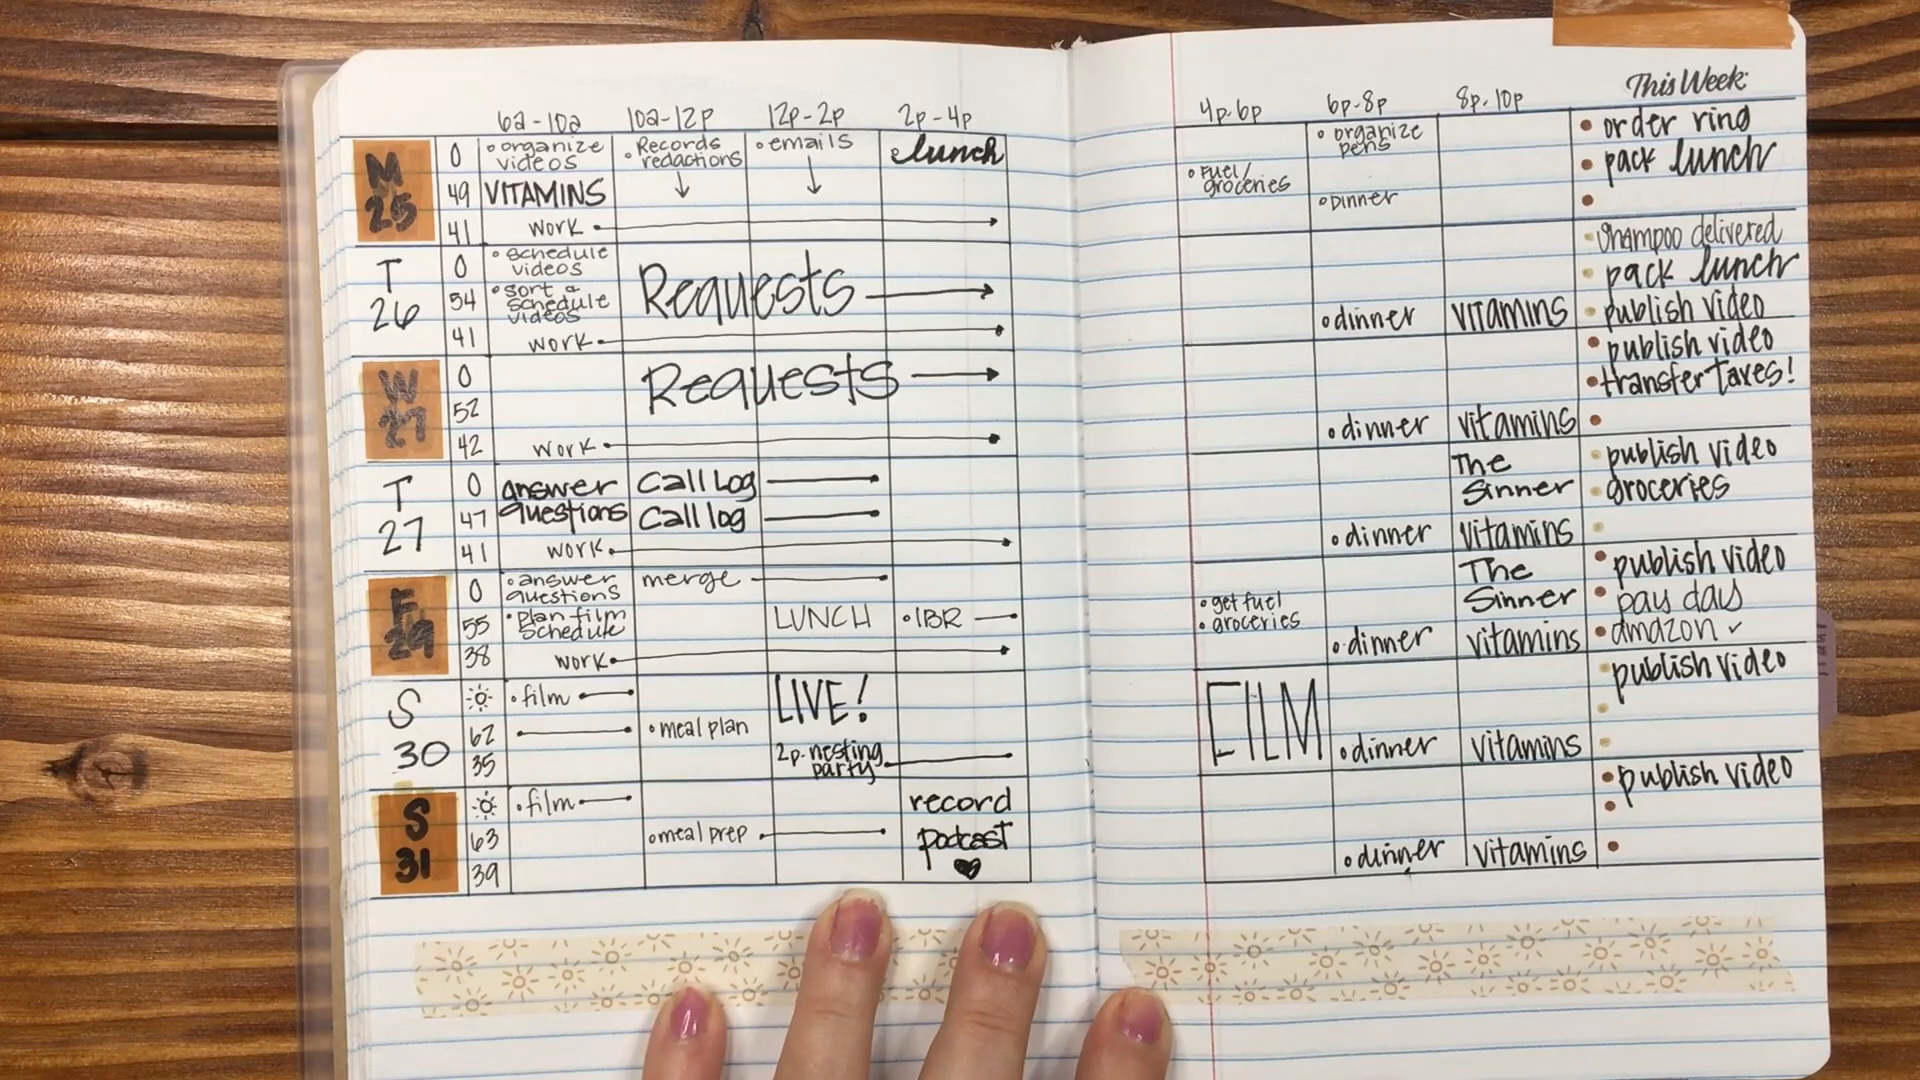 6a-10a 10a-12p 12p-2p 2p-4p
M
25
0
49
41
• organize videos
VITAMINS
• Records redactions
• emails
lunch
work
T
26
0
54
41
• schedule videos
• sort & schedule videos
Requests
work
W
27
0
52
42
Requests
work
T
27
0
47
41
answer questions
Call Log
Call log
work
F
29
0
55
38
• answer questions
• plan film schedule
merge
LUNCH
• IBR
work
S
30
62
35
• film
• meal plan
LIVE!
2p-nesting party
S
31
63
39
• film
• meal prep
record
podcast
4p-6p 6p-8p 8p-10p This Week:
• Fuel/ groceries
• organize pens
• Dinner
• order ring
• pack lunch
•
• dinner
vitamins
• Shampoo delivered
• pack lunch
• publish video
• dinner
vitamins
• publish video
• transfer taxes!
•
The
Sinner
• dinner
vitamins
• publish video
• groceries
•
• get fuel
• groceries
The
Sinner
• dinner
vitamins
• publish video
• pay day
• amazon ✓
FILM
• dinner
vitamins
• publish video
•
•
• dinner
vitamins
• publish video
•
•